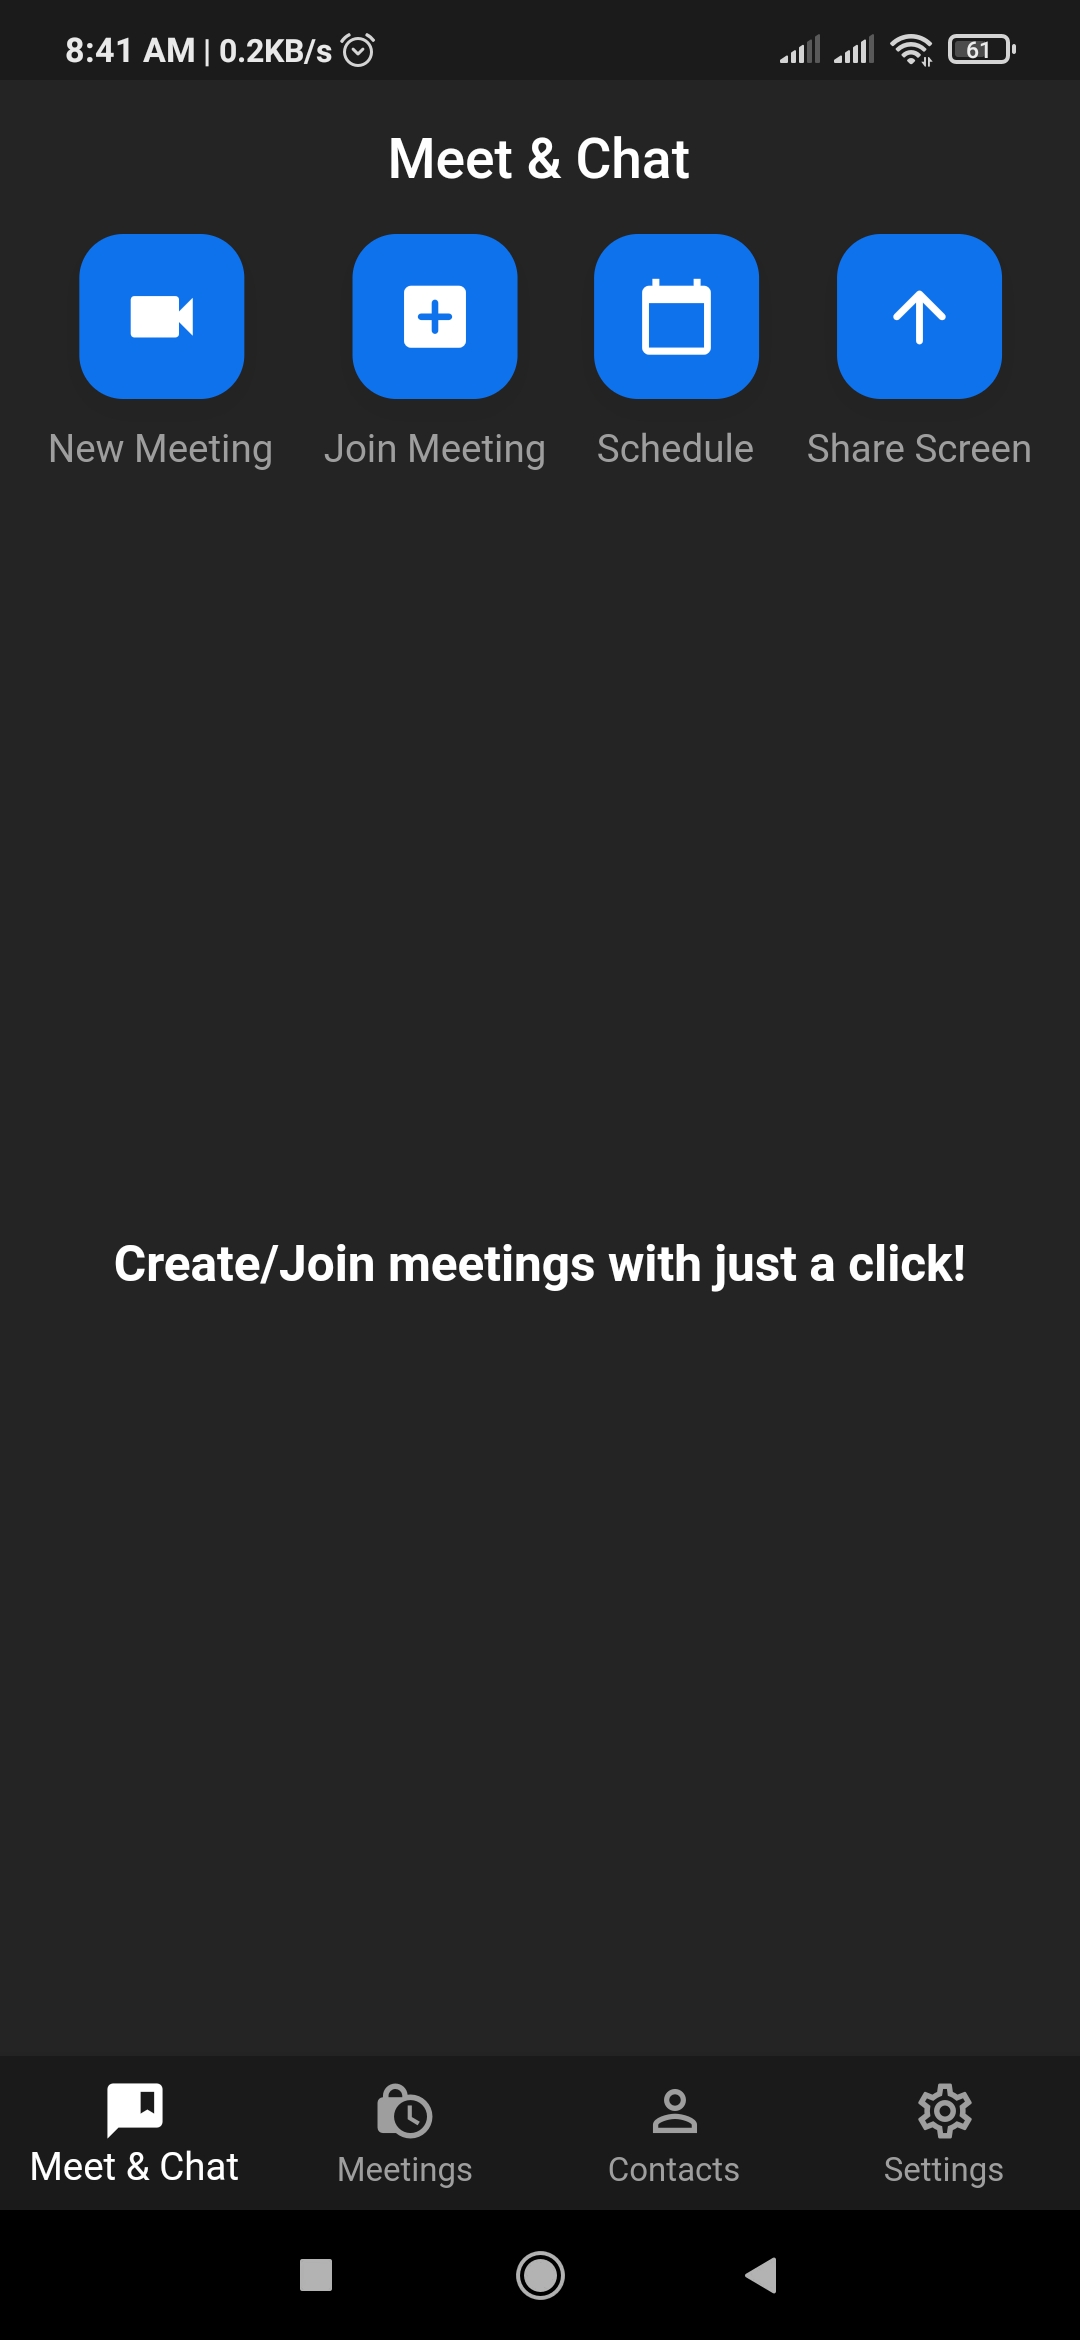 8:41 AM | 0.2KB/s
61
Meet & Chat
New Meeting
Join Meeting
Schedule
Share Screen
Create/Join meetings with just a click!
Meet & Chat
Meetings
Contacts
Settings